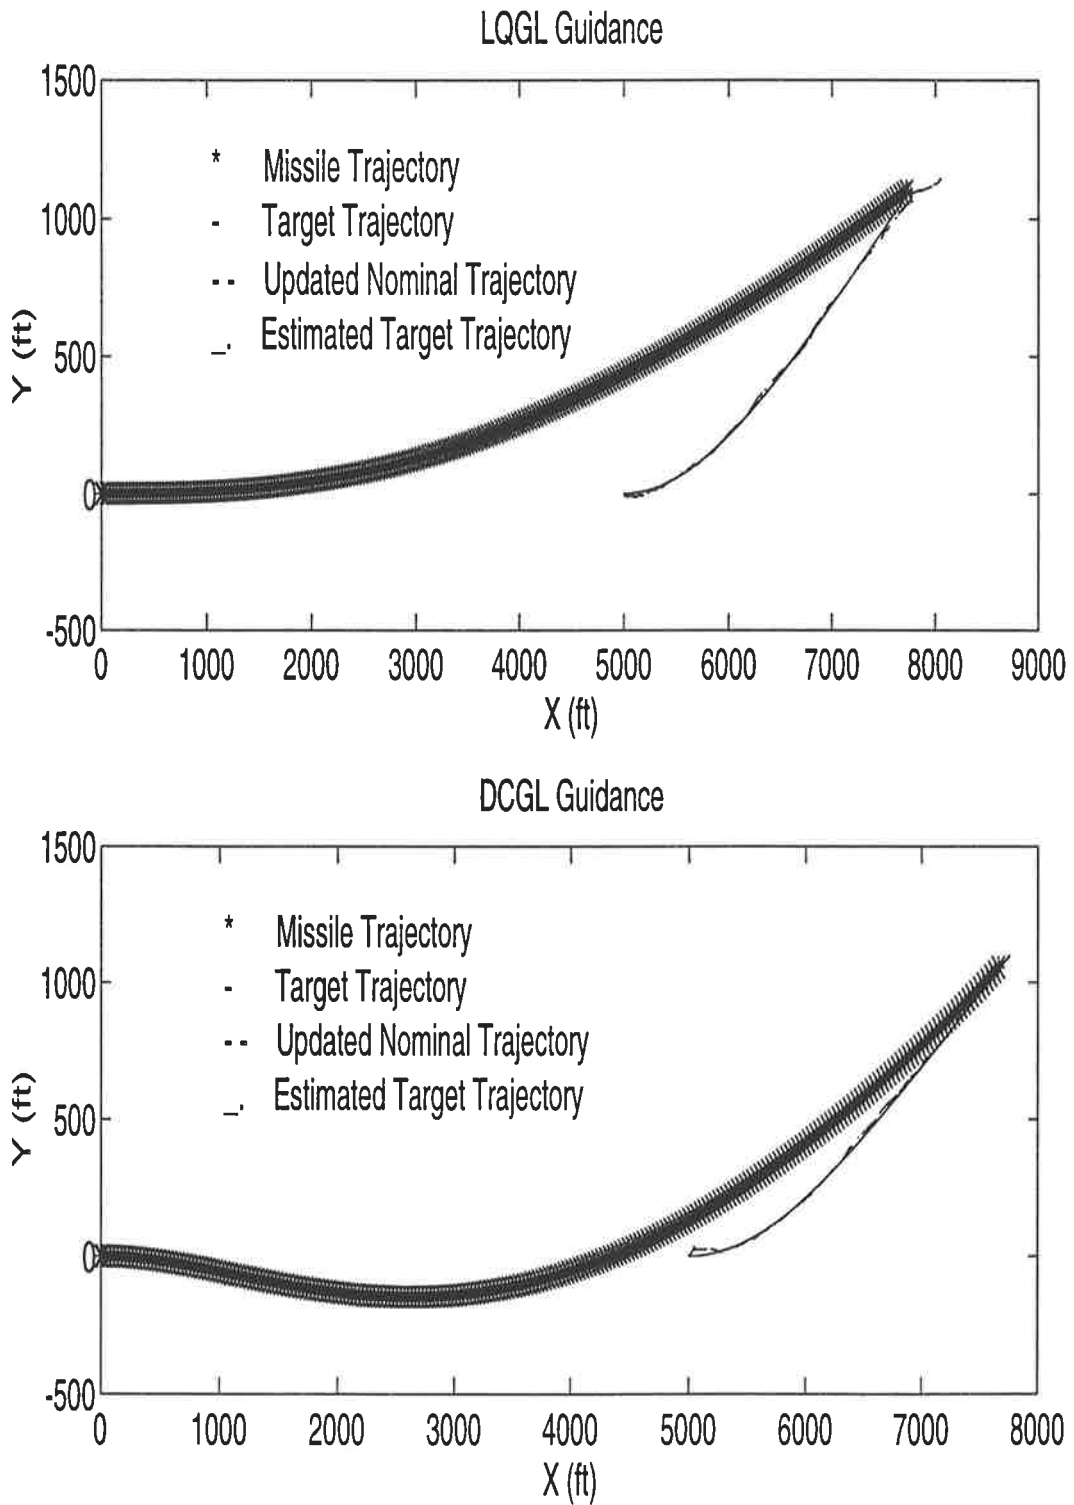 LQGL Guidance
1500
* Missile Trajectory
1000
- Target Trajectory
-- Updated Nominal Trajectory
_. Estimated Target Trajectory
500
Y (ft)
0
-500
0 1000 2000 3000 4000 5000 6000 7000 8000 9000
X (ft)
DCGL Guidance
1500
* Missile Trajectory
1000
- Target Trajectory
-- Updated Nominal Trajectory
_. Estimated Target Trajectory
500
Y (ft)
0
-500
0 1000 2000 3000 4000 5000 6000 7000 8000
X (ft)